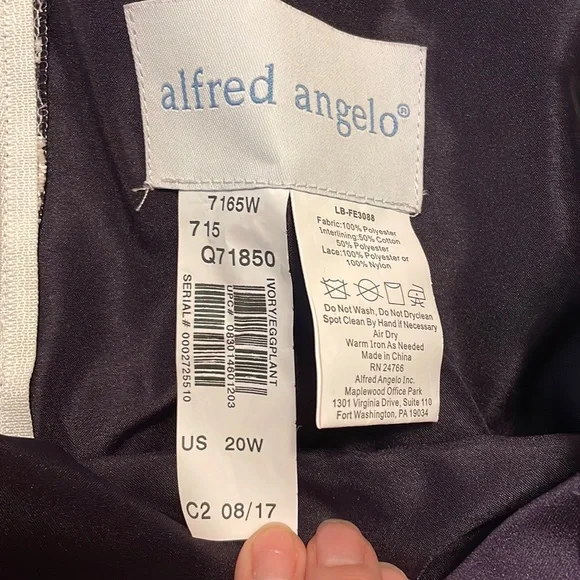 alfred angelo®
7165W
715
Q71850
IVORY/EGGPLANT
UPC# 083014601203
SERIAL# 0002725510
US 20W
C2 08/17
LB-FE3088
Fabric:100% Polyester
Interlining:50% Cotton
50% Polyester
Lace:100% Polyester or
100% Nylon
Do Not Wash, Do Not Dryclean
Spot Clean By Hand if Necessary
Air Dry
Warm Iron As Needed
Made in China
RN 24766
Alfred Angelo Inc.
Maplewood Office Park
1301 Virginia Drive, Suite 110
Fort Washington, PA 19034